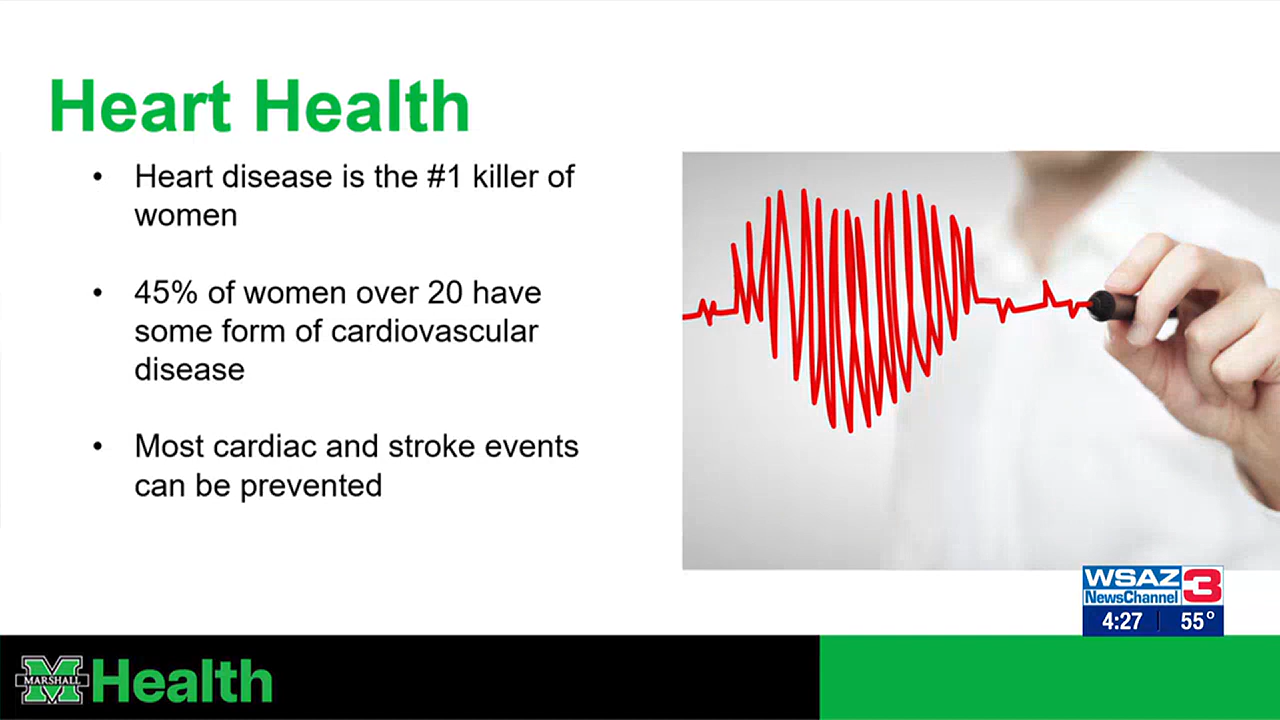 Heart Health
• Heart disease is the #1 killer of
women
• 45% of women over 20 have
some form of cardiovascular
disease
• Most cardiac and stroke events
can be prevented
WSAZ 3
NewsChannel
4:27 | 55°
M MARSHALL Health